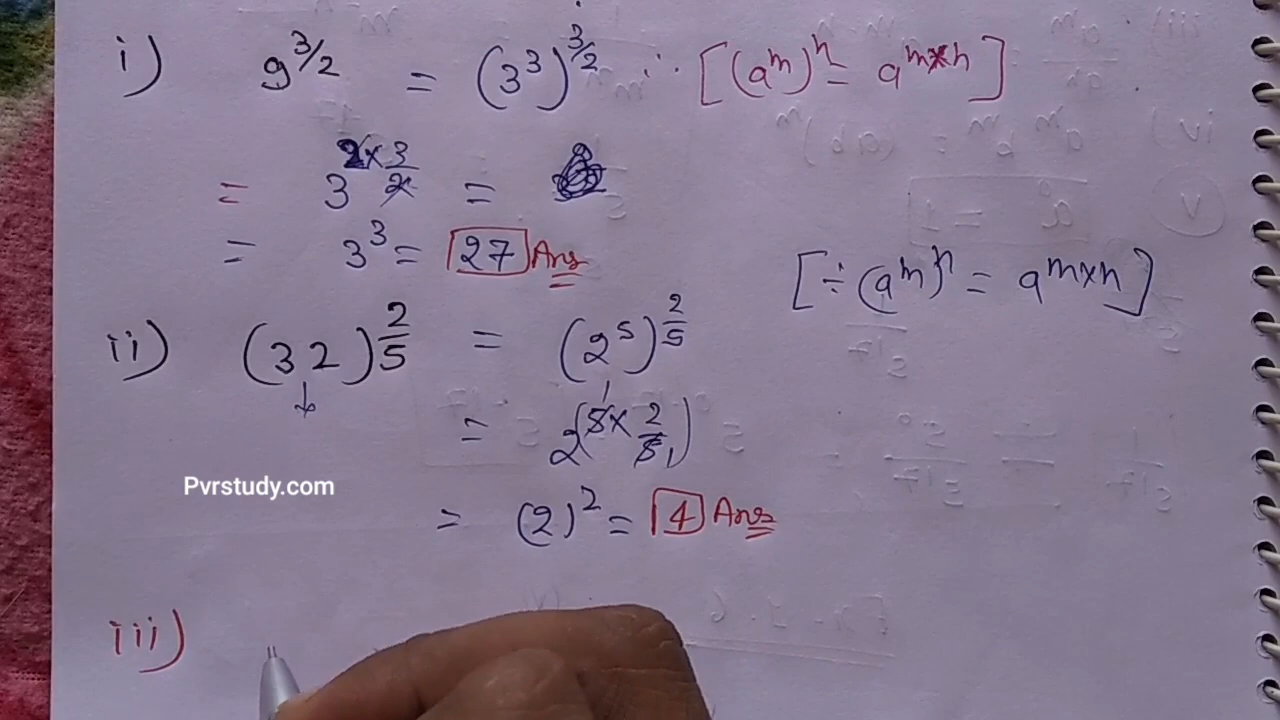 i) 9^{3/2} = (3^3)^{3/2} ∵ [(a^m)^n = a^{m×n}]
= 3^{2×3/2} =
= 3^3 = 27 Ans
[∵ (a^m)^n = a^{m×n}]
ii) (32)^{2/5} = (2^5)^{2/5}
= 2^{(5×2/5)}
Pvrstudy.com
= (2)^2 = 4 Ans
iii)